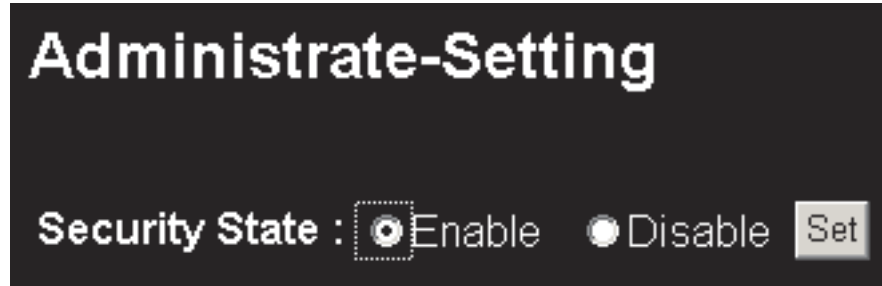 Administrate-Setting
Security State : Enable Disable Set